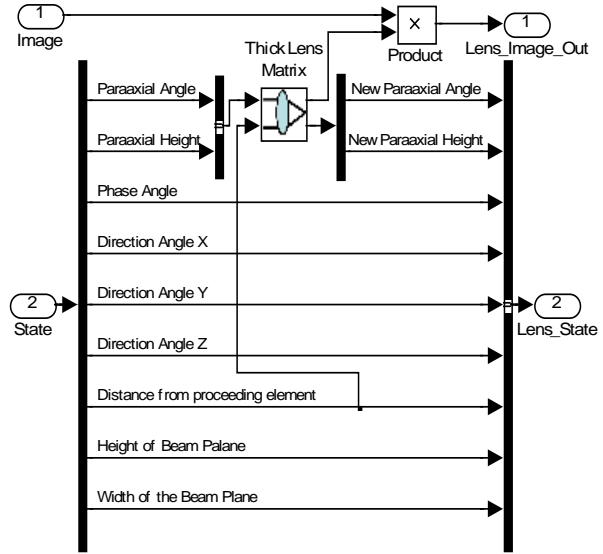 1
Image
Thick Lens
Matrix
x
Product
1
Lens_Image_Out
Paraaxial Angle
New Paraaxial Angle
Paraaxial Height
New Paraaxial Height
Phase Angle
Direction Angle X
2
State
Direction Angle Y
2
Lens_State
Direction Angle Z
Distance from proceeding element
Height of Beam Palane
Width of the Beam Plane